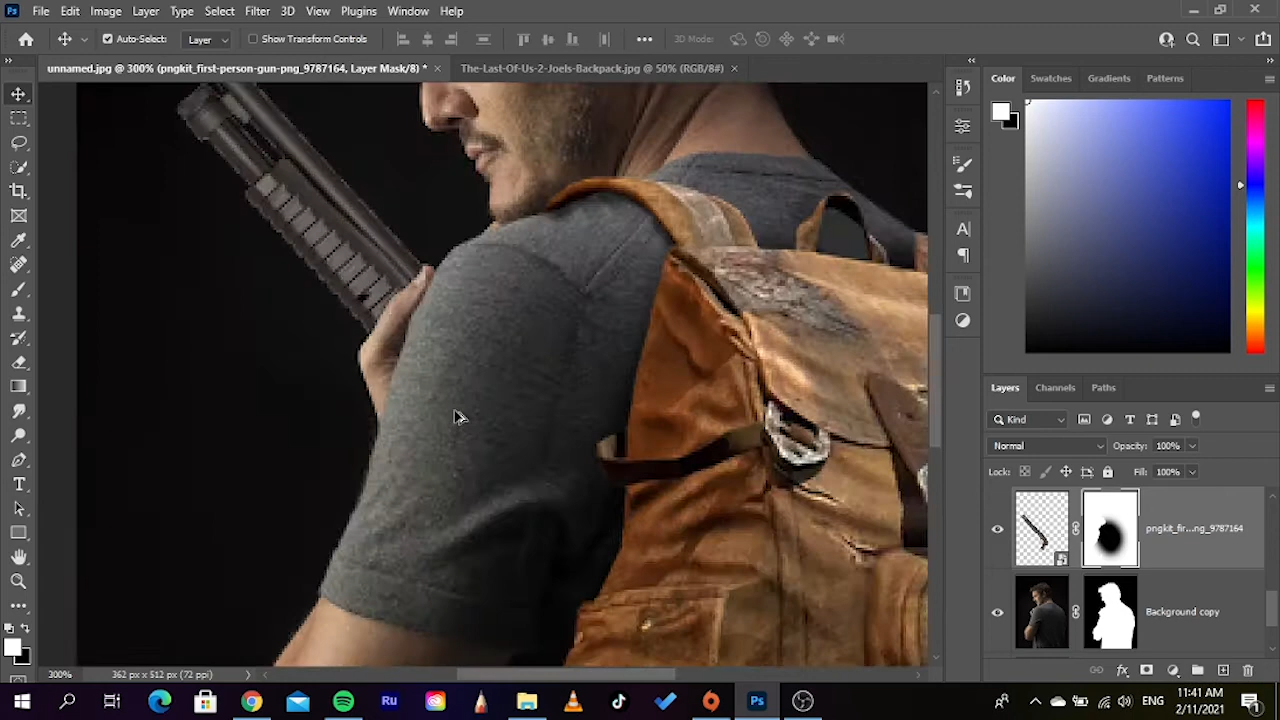 Ps File Edit Image Layer Type Select Filter 3D View Plugins Window Help
Auto-Select: Layer Show Transform Controls 3D Mode:
unnamed.jpg @ 300% (pngkit_first-person-gun-png_9787164, Layer Mask/8) * The-Last-Of-Us-2-Joels-Backpack.jpg @ 50% (RGB/8#)
Color Swatches Gradients Patterns
Layers Channels Paths
Kind
Normal Opacity: 100%
Lock: Fill: 100%
pngkit_fir...ng_9787164
Background copy
300% 362 px x 512 px (72 ppi)
Ru Ps ENG 11:41 AM
2/11/2021